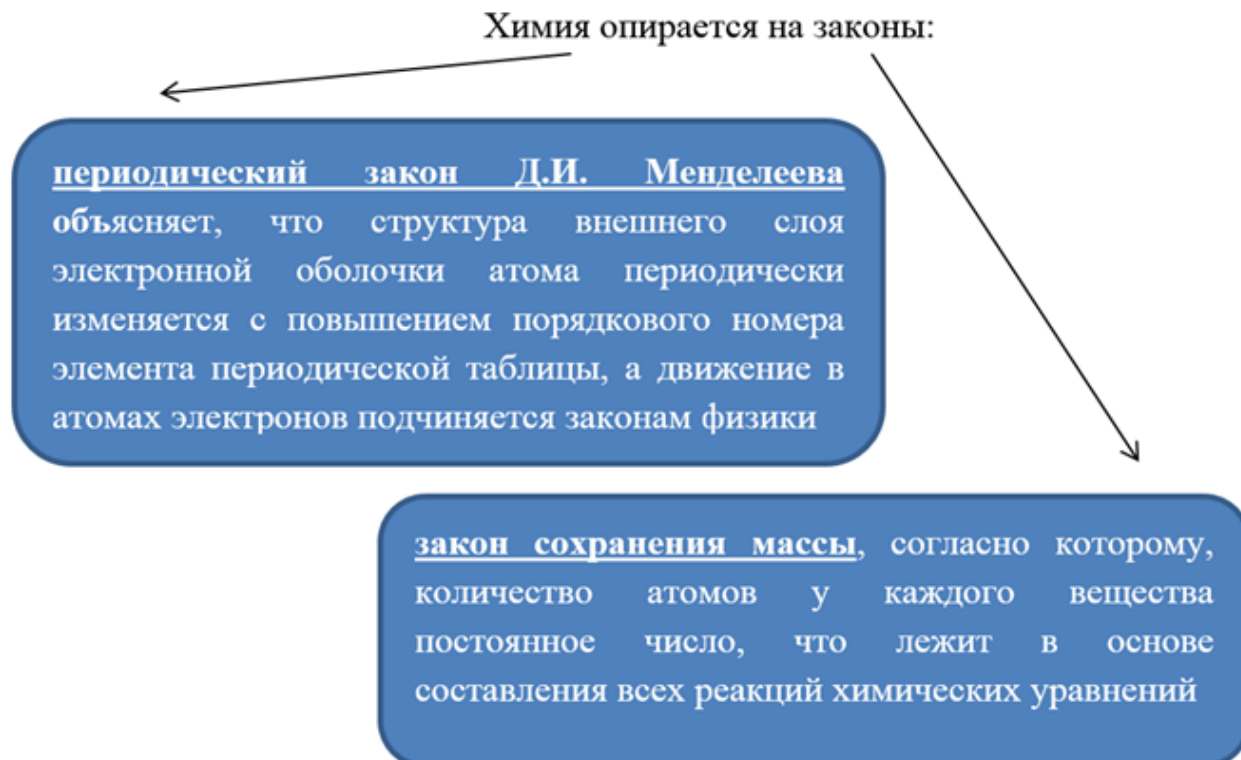 Химия опирается на законы:
периодический закон Д.И. Менделеева
объясняет, что структура внешнего слоя
электронной оболочки атома периодически
изменяется с повышением порядкового номера
элемента периодической таблицы, а движение в
атомах электронов подчиняется законам физики
закон сохранения массы, согласно которому,
количество атомов у каждого вещества
постоянное число, что лежит в основе
составления всех реакций химических уравнений